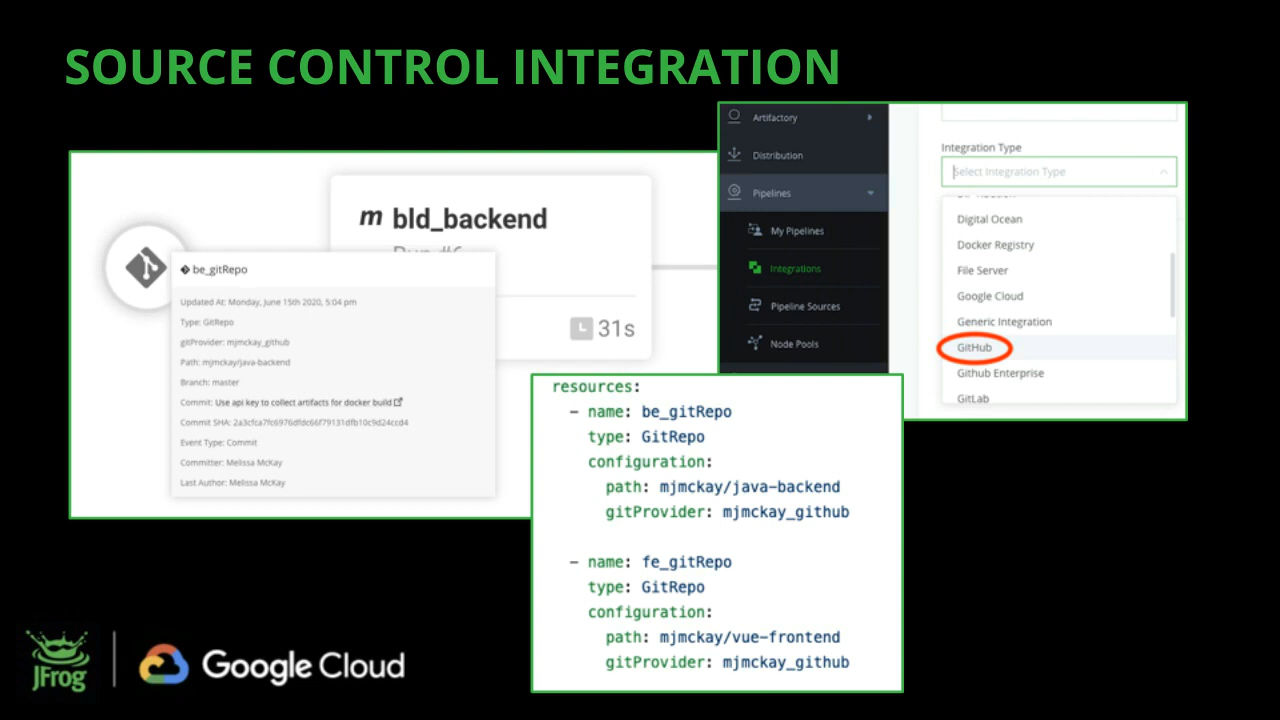 SOURCE CONTROL INTEGRATION
m bld_backend
be_gitRepo
Updated At: Monday, June 15th 2020, 5:04 pm
Type: GitRepo
gitProvider: mjmckay_github
Path: mjmckay/java-backend
Branch: master
Commit: Use api key to collect artifacts for docker build
Event Type: Commit
Committer: Melissa McKay
Last Author: Melissa McKay
31s
Artifactory
Distribution
Pipelines
My Pipelines
Integrations
Pipeline Sources
Node Pools
Integration Type
Select Integration Type
Digital Ocean
Docker Registry
File Server
Google Cloud
Generic Integration
GitHub
Github Enterprise
GitLab
resources:
- name: be_gitRepo
type: GitRepo
configuration:
path: mjmckay/java-backend
gitProvider: mjmckay_github
- name: fe_gitRepo
type: GitRepo
configuration:
path: mjmckay/vue-frontend
gitProvider: mjmckay_github
JFrog
Google Cloud